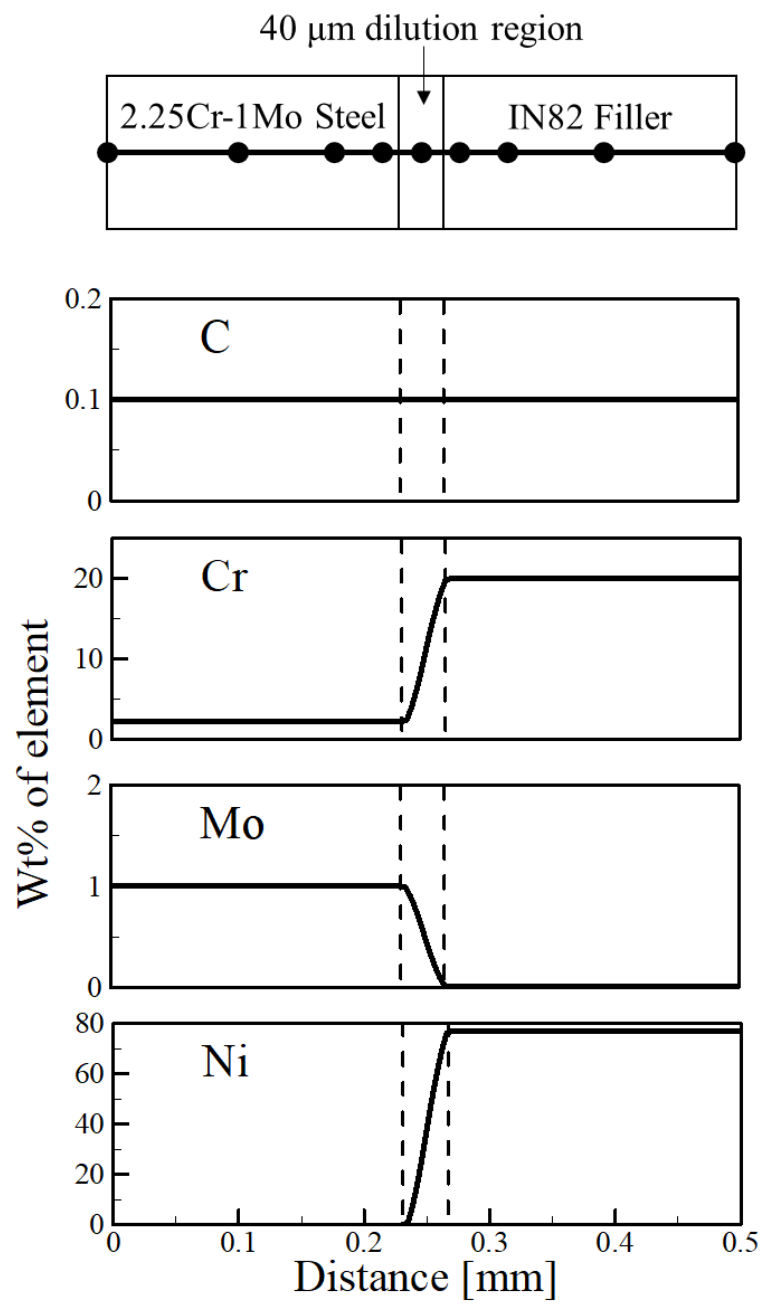 40 μm dilution region
2.25Cr-1Mo Steel
IN82 Filler
0.2
C
0.1
0
20
Cr
10
0
Wt% of element
2
Mo
1
0
80
Ni
60
40
20
0
0 0.1 0.2 0.3 0.4 0.5
Distance [mm]